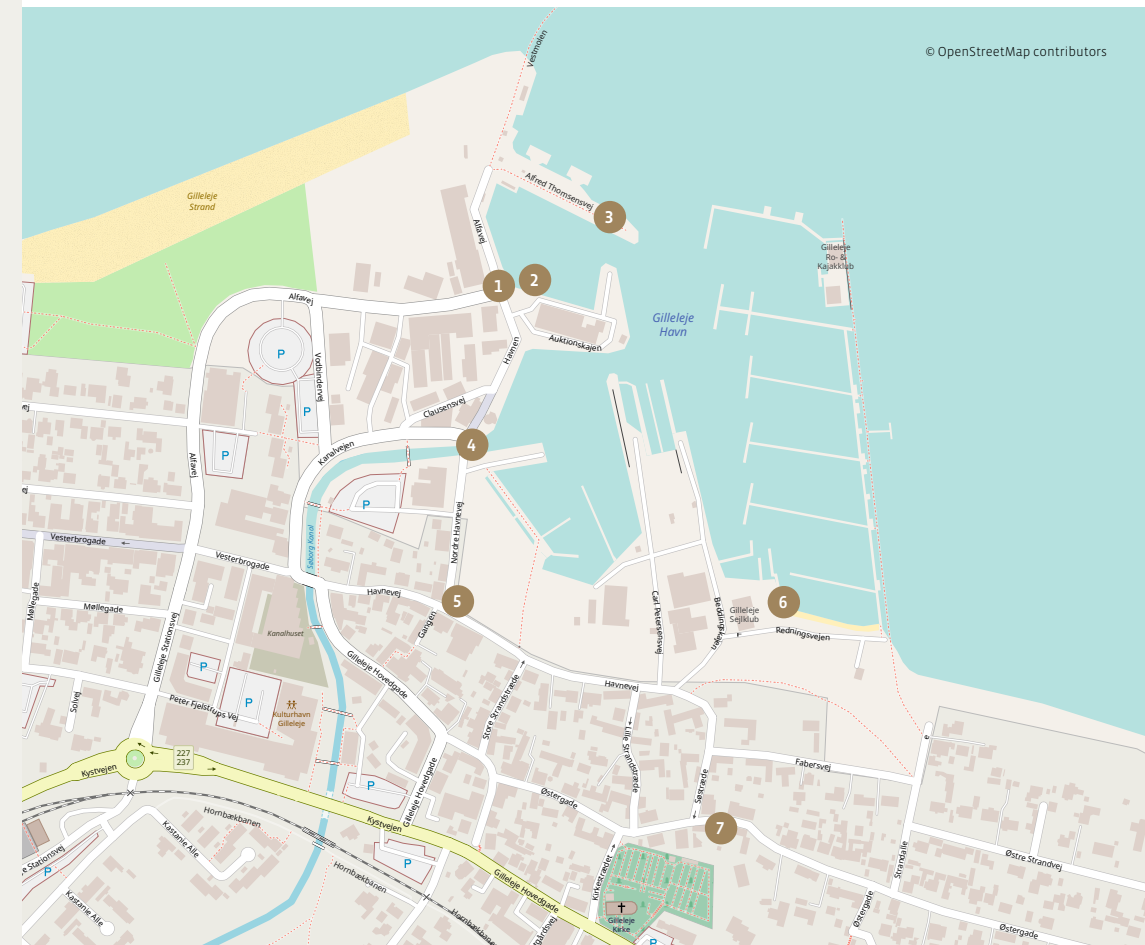 Vestmolen
© OpenStreetMap contributors
Gilleleje
Strand
Alfred Thomsensvej
3
Alfavej
Gilleleje
Ro- &
Kajakklub
1
2
Alfavej
Gilleleje
Havn
Auktionskajen
Havnen
P
Vodbindervej
P
Clausensvej
Kanalvejen
4
P
Alfavej
P
Nordre Havnevej
Søborg Kanal
Vesterbrogade
Vesterbrogade
Havnevej
5
6
Carl Petersensvej
Beddingskajen
Gilleleje
Sejlklub
Redningsvejen
Møllegade
Møllegade
Gangen
Kanalhuset
Gilleleje Stationsvej
P
Gilleleje Hovedgade
Havnevej
Store Strandstræde
Solvej
P
Peter Fjelstrups Vej
Kulturhavn
Gilleleje
Lille Strandstræde
227
237
Kystvejen
Fabersvej
P
Søstræde
Østergade
Gilleleje Hovedgade
Hornbækbanen
Kystvejen
7
Kastanie Alle
Stationsvej
P
P
Hornbækbanen
Kirkestrædet
Østre Strandvej
Strandalle
Gilleleje Hovedgade
Kastanie Alle
Gilleleje
Kirke
Østergade
Østergade
P